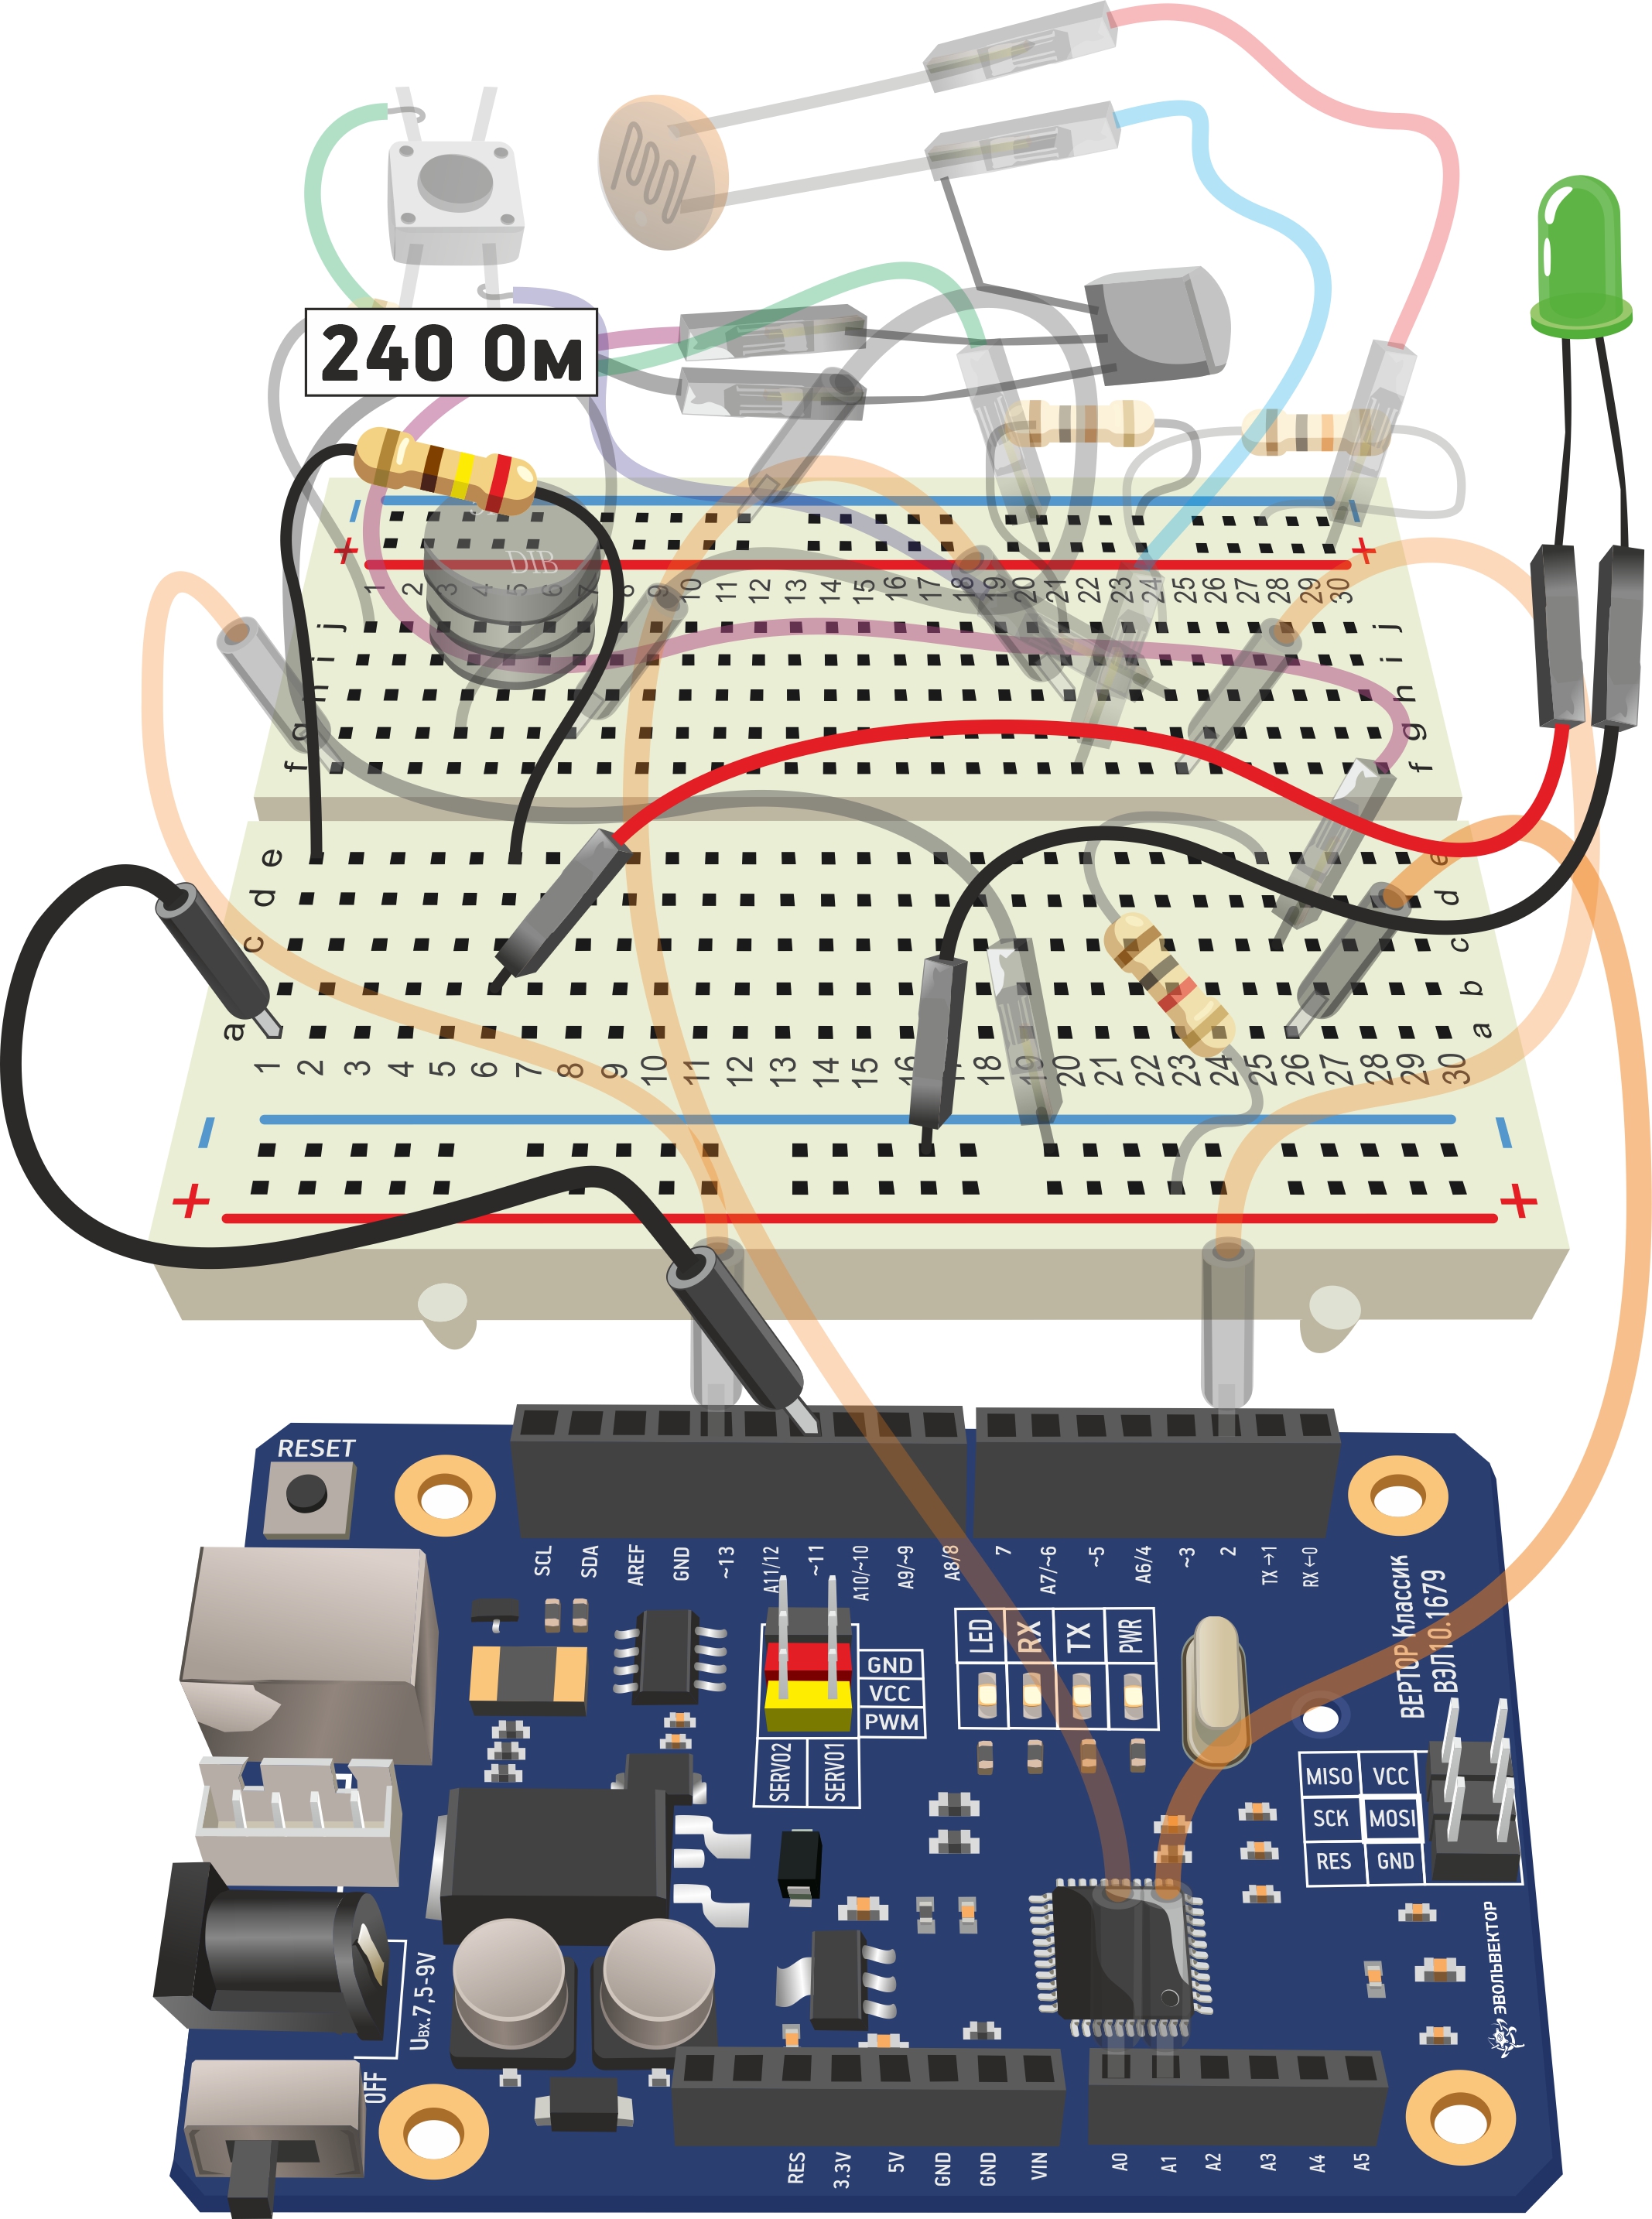 240 Ом
DIB
1 2 3 4 5 6 7 8 9 10 11 12 13 14 15 16 17 18 19 20 21 22 23 24 25 26 27 28 29 30
+ +
j j
i i
h h
g g
f f
e e
d d
c c
b
a a
1 2 3 4 5 6 7 8 9 10 11 12 13 14 15 16 17 18 19 20 21 22 23 24 25 26 27 28 29 30
- -
+ +
RESET
SCL SDA AREF GND ~13 A11/12 ~11 A10/~10 A9/~9 A8/8 7 A7/~6 ~5 A6/4 ~3 2 TX→1 RX←0
ВЕРТОР Классик
ВЭЛ10.1679
LED RX TX PWR
GND
VCC
PWM
SERVO2 SERVO1
MISO VCC
SCK MOSI
RES GND
Uвх.7,5-9V
OFF
ЭВОЛЬВЕКТОР
RES 3.3V 5V GND GND VIN A0 A1 A2 A3 A4 A5